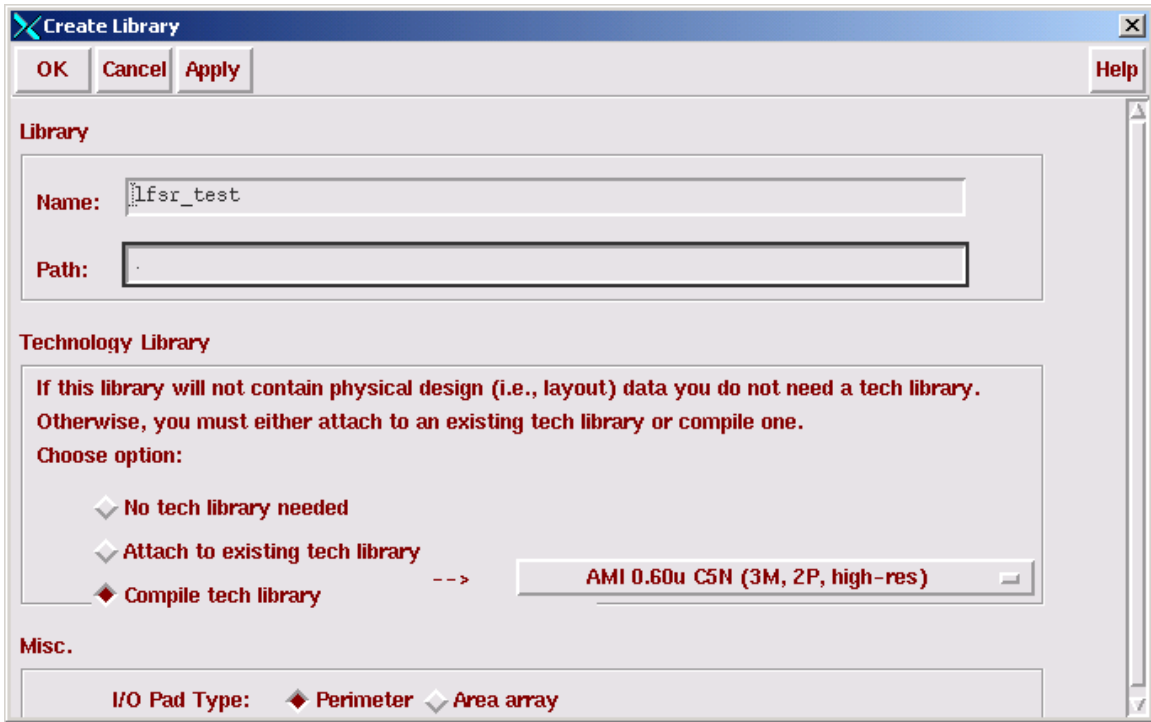 Create Library
OK Cancel Apply Help
Library
Name: lfsr_test
Path: .
Technology Library
If this library will not contain physical design (i.e., layout) data you do not need a tech library.
Otherwise, you must either attach to an existing tech library or compile one.
Choose option:
No tech library needed
Attach to existing tech library
--> AMI 0.60u C5N (3M, 2P, high-res)
Compile tech library
Misc.
I/O Pad Type: Perimeter Area array